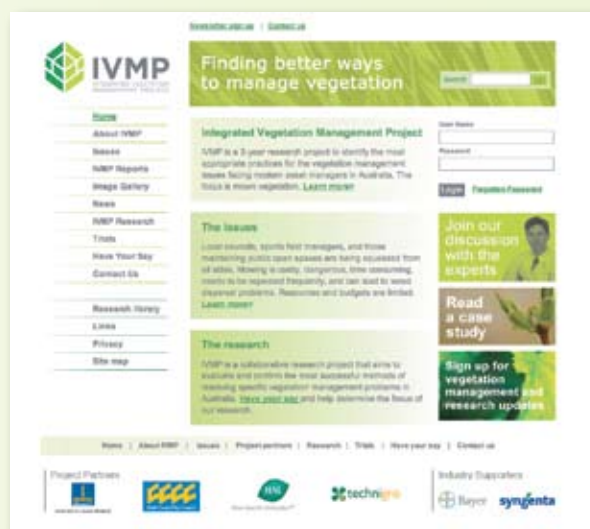 Newsletter sign up | Contact us
IVMP
INTEGRATED VEGETATION
MANAGEMENT PROJECT
Finding better ways
to manage vegetation
Search
Home
About IVMP
Issues
IVMP Reports
Image Gallery
News
IVMP Research
Trials
Have Your Say
Contact Us
Research library
Links
Privacy
Site map
Integrated Vegetation Management Project
IVMP is a 3-year research project to identify the most
appropriate practices for the vegetation management
issues facing modern asset managers in Australia. The
focus is mown vegetation. Learn more?
The issues
Local councils, sports field managers, and those
maintaining public open spaces are being squeezed from
all sides. Mowing is costly, dangerous, time consuming,
needs to be repeated frequently, and can lead to weed
dispersal problems. Resources and budgets are limited.
Learn more?
The research
IVMP is a collaborative research project that aims to
evaluate and confirm the most successful methods of
resolving specific vegetation management problems in
Australia. Have your say and help determine the focus of
our research.
User Name
Password
Login Forgotten Password
Join our
discussion
with the
experts
Read
a case
study
Sign up for
vegetation
management and
research updates
Home | About IVMP | Issues | Project partners | Research | Trials | Have your say | Contact us
Project Partners
technigro
Industry Supporters
Bayer
syngenta